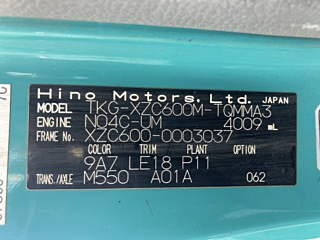 Hino Motors, Ltd. JAPAN
MODEL TKG-XZC600M-TQMMA3
ENGINE N04C-UM 4009 mL
FRAME NO. XZC600-0003037
COLOR TRIM PLANT
9A7 LE18 P11
TRANS./AXLE M550 A01A 062